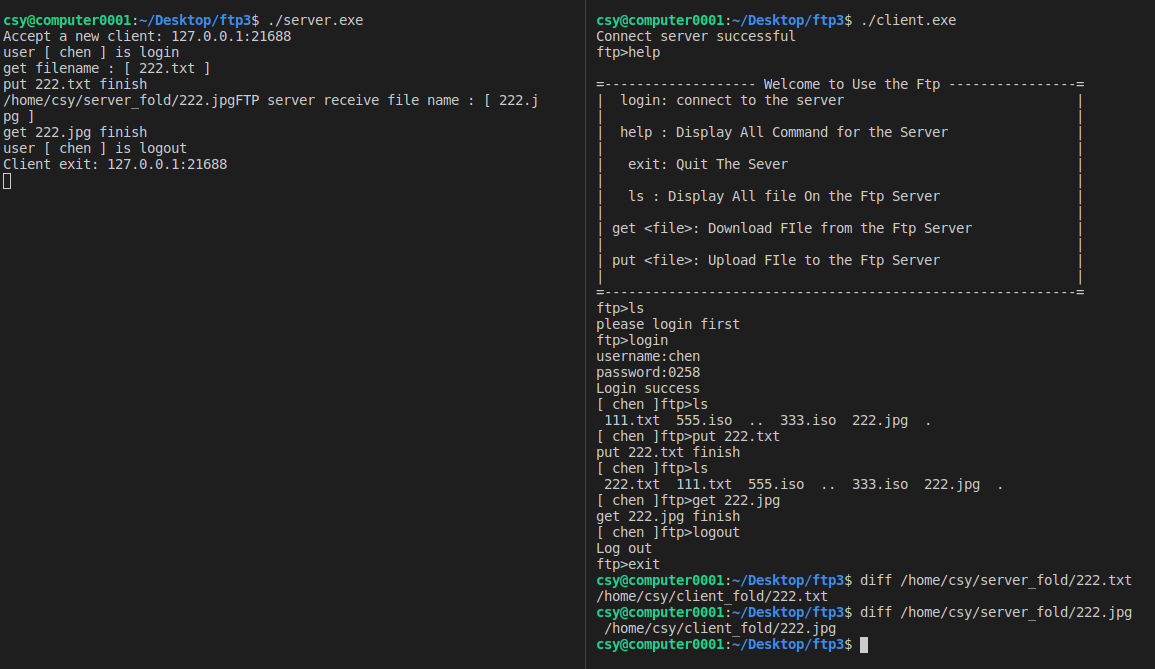 csy@computer0001:~/Desktop/ftp3$ ./server.exe
Accept a new client: 127.0.0.1:21688
user [ chen ] is login
get filename : [ 222.txt ]
put 222.txt finish
/home/csy/server_fold/222.jpgFTP server receive file name : [ 222.j
pg ]
get 222.jpg finish
user [ chen ] is logout
Client exit: 127.0.0.1:21688
csy@computer0001:~/Desktop/ftp3$ ./client.exe
Connect server successful
ftp>help
=------------------- Welcome to Use the Ftp ----------------=
|  login: connect to the server                             |
|                                                           |
|  help : Display All Command for the Server                |
|                                                           |
|   exit: Quit The Sever                                    |
|                                                           |
|   ls : Display All file On the Ftp Server                 |
|                                                           |
| get <file>: Download FIle from the Ftp Server             |
|                                                           |
| put <file>: Upload FIle to the Ftp Server                 |
|                                                           |
=-----------------------------------------------------------=
ftp>ls
please login first
ftp>login
username:chen
password:0258
Login success
[ chen ]ftp>ls
 111.txt  555.iso  ..  333.iso  222.jpg  .
[ chen ]ftp>put 222.txt
put 222.txt finish
[ chen ]ftp>ls
 222.txt  111.txt  555.iso  ..  333.iso  222.jpg  .
[ chen ]ftp>get 222.jpg
get 222.jpg finish
[ chen ]ftp>logout
Log out
ftp>exit
csy@computer0001:~/Desktop/ftp3$ diff /home/csy/server_fold/222.txt
/home/csy/client_fold/222.txt
csy@computer0001:~/Desktop/ftp3$ diff /home/csy/server_fold/222.jpg
 /home/csy/client_fold/222.jpg
csy@computer0001:~/Desktop/ftp3$